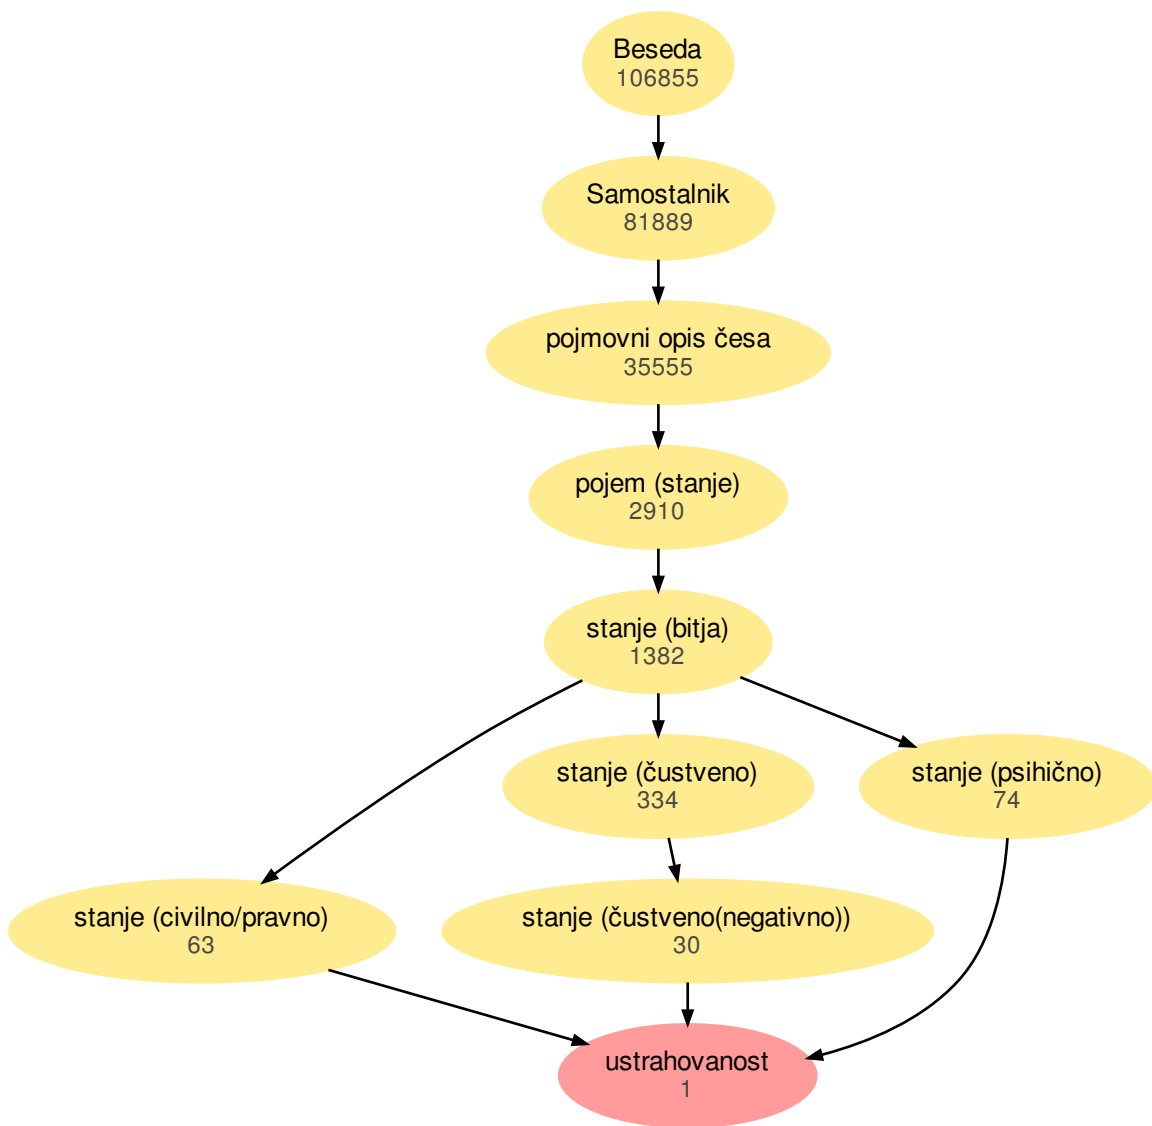 Beseda
106855
Samostalnik
81889
pojmovni opis česa
35555
pojem (stanje)
2910
stanje (bitja)
1382
stanje (čustveno)
334
stanje (psihično)
74
stanje (civilno/pravno)
63
stanje (čustveno(negativno))
30
ustrahovanost
1